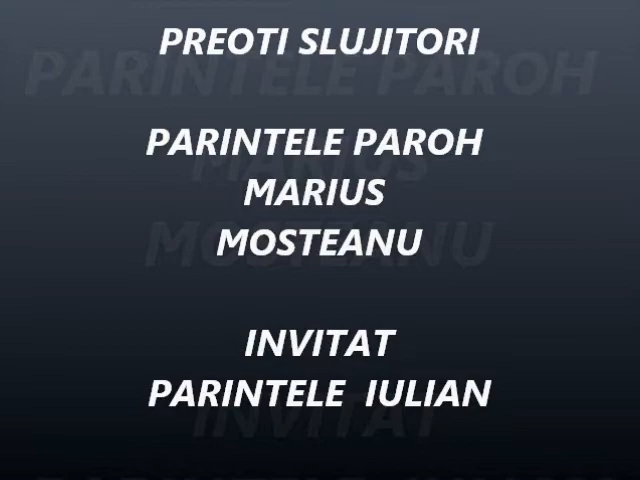 PREOTI SLUJITORI
PARINTELE PAROH
MARIUS
MOSTEANU
INVITAT
PARINTELE IULIAN